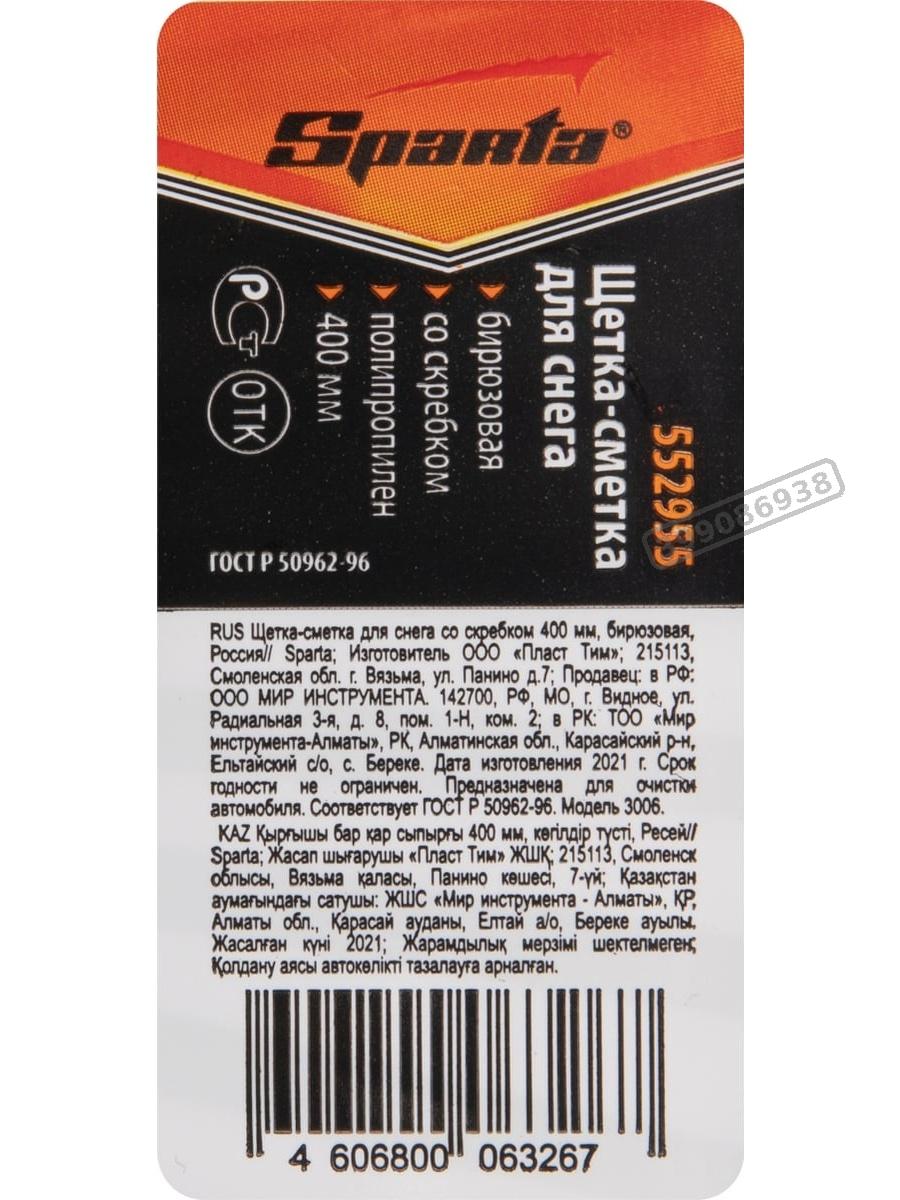 Sparta®
552955
Щетка-сметка
для снега
бирюзовая
со скребком
полипропилен
400 мм
РСТ
ОТК
ГОСТ Р 50962-96
RUS Щетка-сметка для снега со скребком 400 мм, бирюзовая,
Россия// Sparta; Изготовитель ООО «Пласт Тим»; 215113,
Смоленская обл. г. Вязьма, ул. Панино д.7; Продавец: в РФ:
ООО МИР ИНСТРУМЕНТА. 142700, РФ, МО, г. Видное, ул.
Радиальная 3-я, д. 8, пом. 1-Н, ком. 2; в РК: ТОО «Мир
инструмента-Алматы», РК, Алматинская обл., Карасайский р-н,
Ельтайский с/о, с. Береке. Дата изготовления 2021 г. Срок
годности не ограничен. Предназначена для очистки
автомобиля. Соответствует ГОСТ Р 50962-96. Модель 3006.
KAZ Қырғышы бар қар сыпырғы 400 мм, көгілдір түсті, Ресей//
Sparta; Жасап шығарушы «Пласт Тим» ЖШҚ; 215113, Смоленск
облысы, Вязьма қаласы, Панино көшесі, 7-үй; Қазақстан
аумағындағы сатушы: ЖШС «Мир инструмента - Алматы», ҚР,
Алматы обл., Қарасай ауданы, Елтай а/о, Береке ауылы.
Жасалған күні 2021; Жарамдылық мерзімі шектелмеген;
Қолдану аясы автокөлікті тазалауға арналған.
4 606800 063267